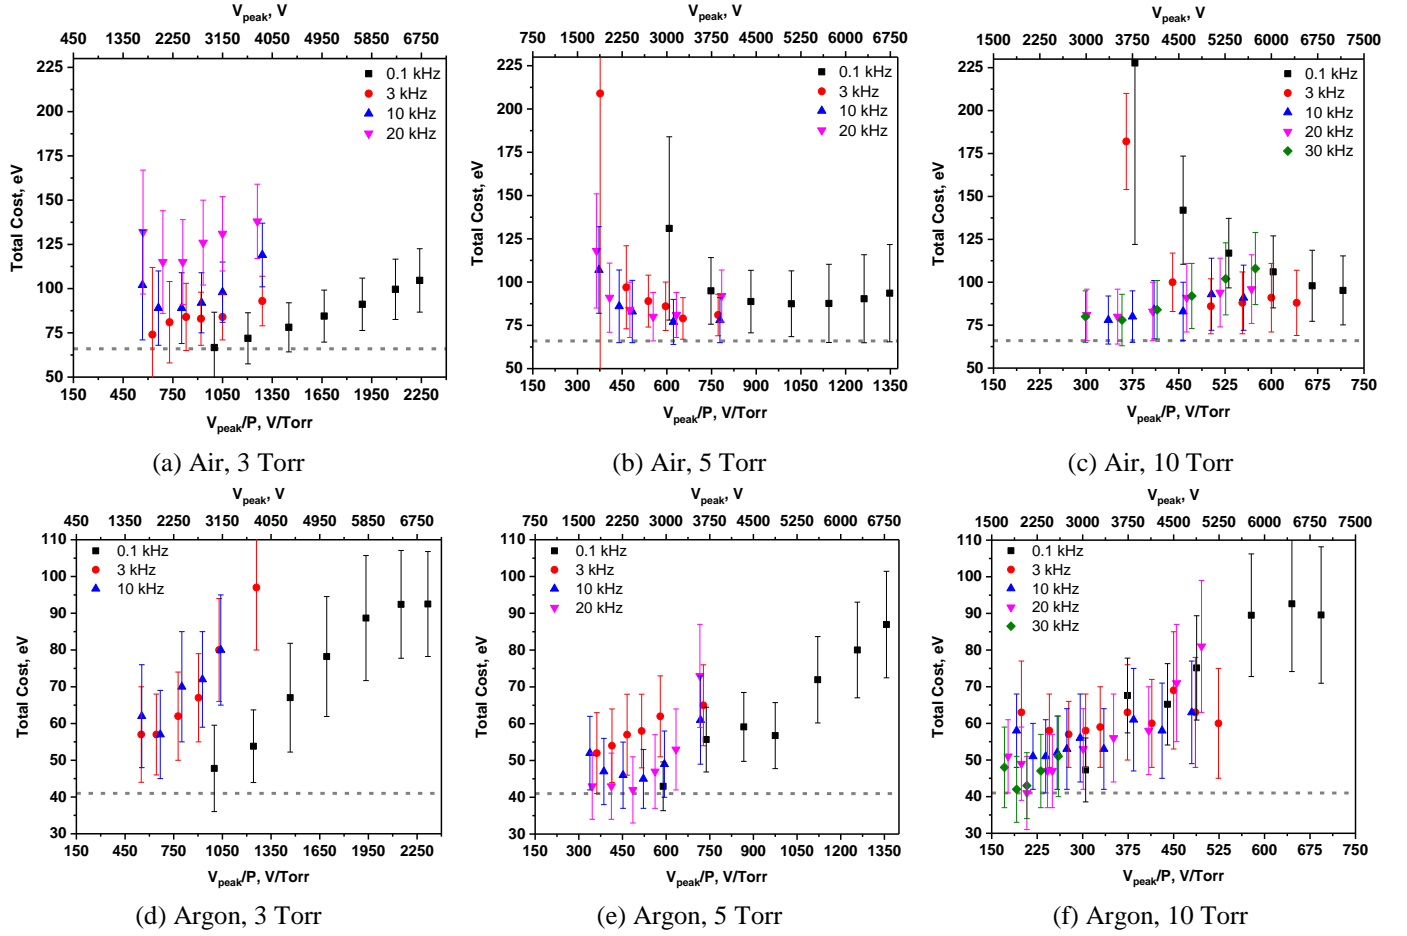 V_peak, V
450 1350 2250 3150 4050 4950 5850 6750
225
200
175
150
125
100
75
50
Total Cost, eV
0.1 kHz
3 kHz
10 kHz
20 kHz
150 450 750 1050 1350 1650 1950 2250
V_peak/P, V/Torr
(a) Air, 3 Torr
V_peak, V
750 1500 2250 3000 3750 4500 5250 6000 6750
225
200
175
150
125
100
75
50
Total Cost, eV
0.1 kHz
3 kHz
10 kHz
20 kHz
150 300 450 600 750 900 1050 1200 1350
V_peak/P, V/Torr
(b) Air, 5 Torr
V_peak, V
1500 2250 3000 3750 4500 5250 6000 6750 7500
225
200
175
150
125
100
75
50
Total Cost, eV
0.1 kHz
3 kHz
10 kHz
20 kHz
30 kHz
150 225 300 375 450 525 600 675 750
V_peak/P, V/Torr
(c) Air, 10 Torr
V_peak, V
450 1350 2250 3150 4050 4950 5850 6750
110
100
90
80
70
60
50
40
30
Total Cost, eV
0.1 kHz
3 kHz
10 kHz
150 450 750 1050 1350 1650 1950 2250
V_peak/P, V/Torr
(d) Argon, 3 Torr
V_peak, V
750 1500 2250 3000 3750 4500 5250 6000 6750
110
100
90
80
70
60
50
40
30
Total Cost, eV
0.1 kHz
3 kHz
10 kHz
20 kHz
150 300 450 600 750 900 1050 1200 1350
V_peak/P, V/Torr
(e) Argon, 5 Torr
V_peak, V
1500 2250 3000 3750 4500 5250 6000 6750 7500
110
100
90
80
70
60
50
40
30
Total Cost, eV
0.1 kHz
3 kHz
10 kHz
20 kHz
30 kHz
150 225 300 375 450 525 600 675 750
V_peak/P, V/Torr
(f) Argon, 10 Torr